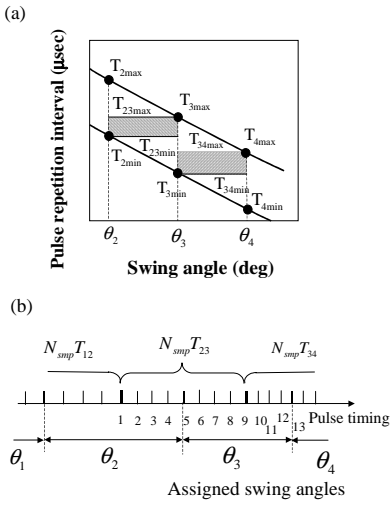 (a)
Pulse repetition interval (μsec)
T2max
T23max
T3max
T2min
T23min
T34max
T4max
T3min
T34min
T4min
θ2
θ3
θ4
Swing angle (deg)
(b)
NsmpT12
NsmpT23
NsmpT34
1 2 3 4 5 6 7 8 9 10 11 12 13 Pulse timing
θ1
θ2
θ3
θ4
Assigned swing angles